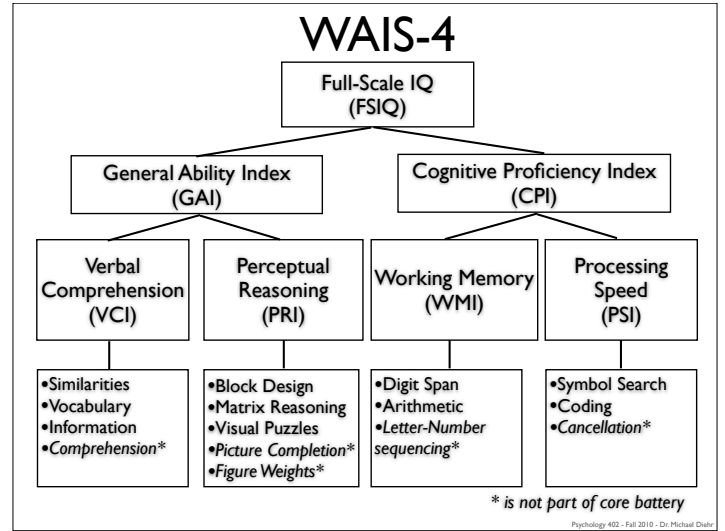 WAIS-4
Full-Scale IQ
(FSIQ)
General Ability Index
(GAI)
Cognitive Proficiency Index
(CPI)
Verbal
Comprehension
(VCI)
Perceptual
Reasoning
(PRI)
Working Memory
(WMI)
Processing
Speed
(PSI)
•Similarities
•Vocabulary
•Information
•Comprehension*
•Block Design
•Matrix Reasoning
•Visual Puzzles
•Picture Completion*
•Figure Weights*
•Digit Span
•Arithmetic
•Letter-Number
sequencing*
•Symbol Search
•Coding
•Cancellation*
* is not part of core battery
Psychology 402 - Fall 2010 - Dr. Michael Diehr